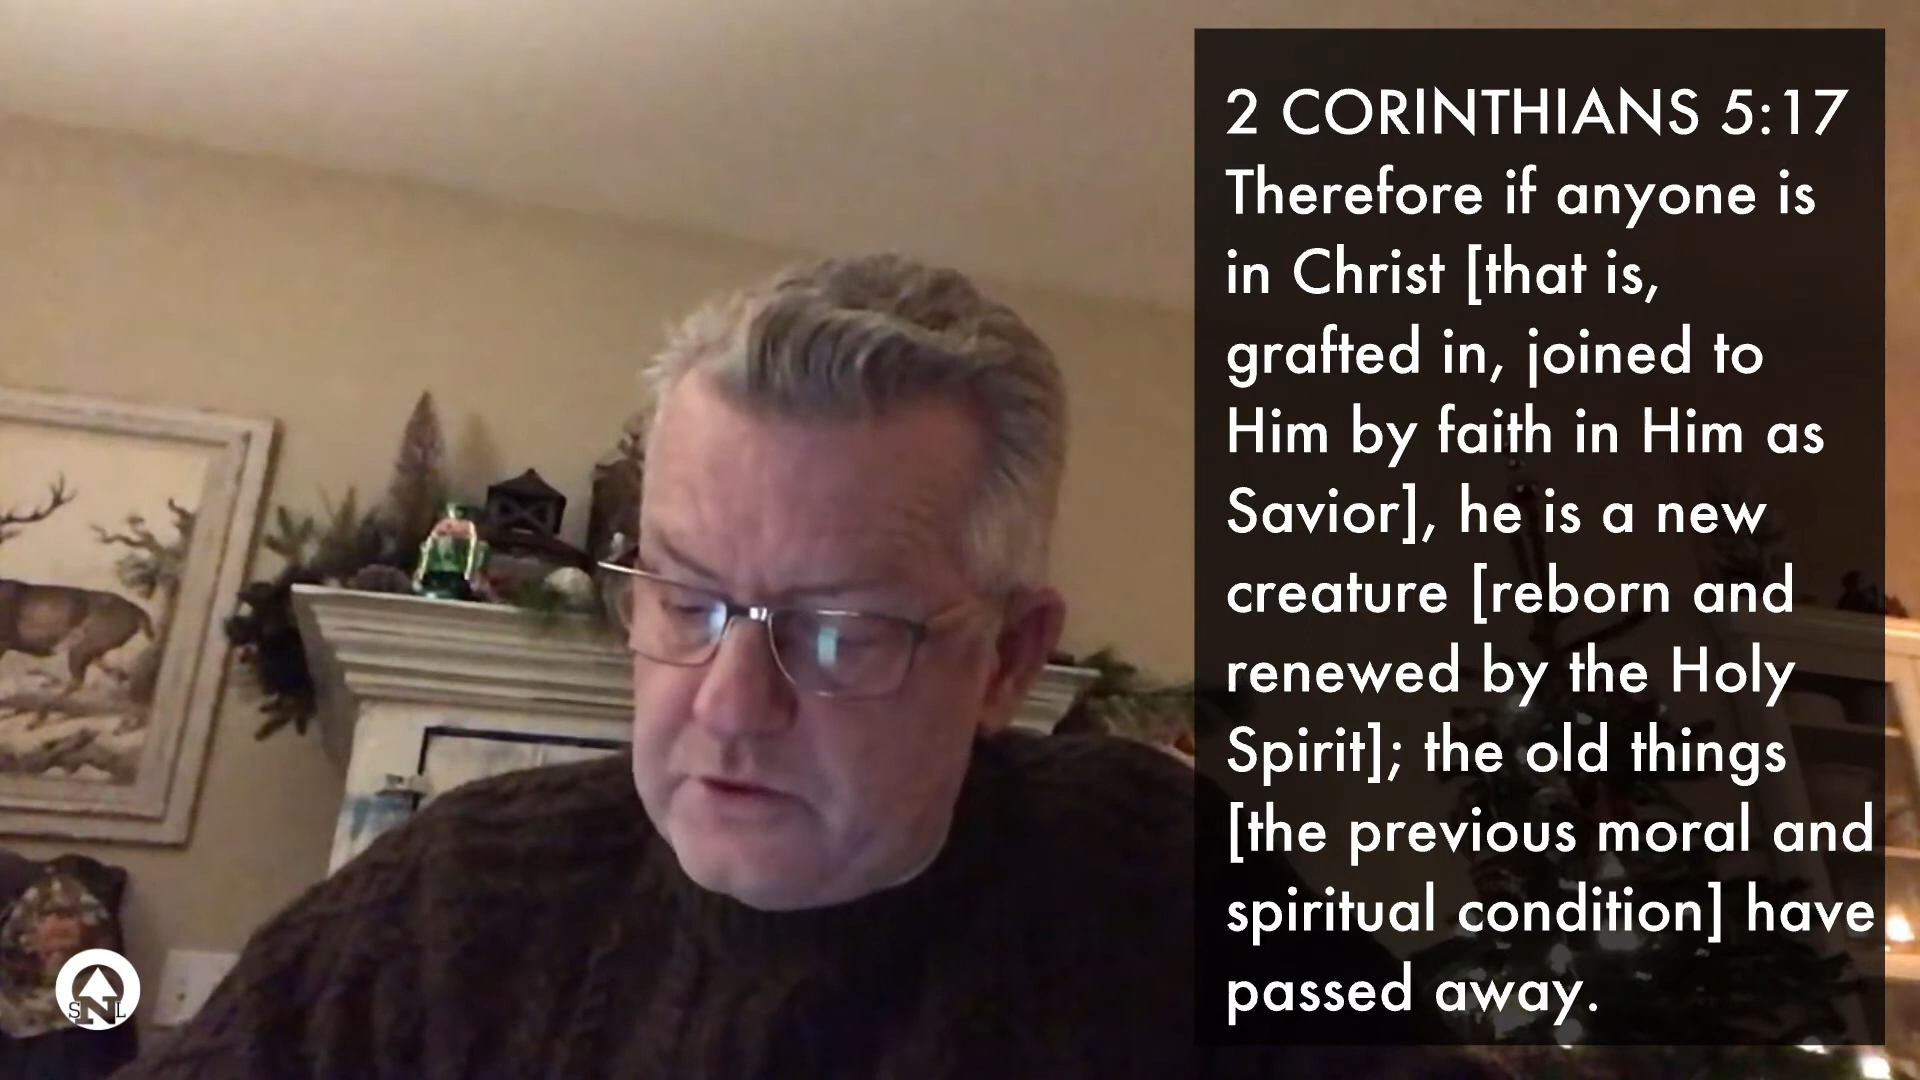 2 CORINTHIANS 5:17
Therefore if anyone is
in Christ [that is,
grafted in, joined to
Him by faith in Him as
Savior], he is a new
creature [reborn and
renewed by the Holy
Spirit]; the old things
[the previous moral and
spiritual condition] have
passed away.
SNL